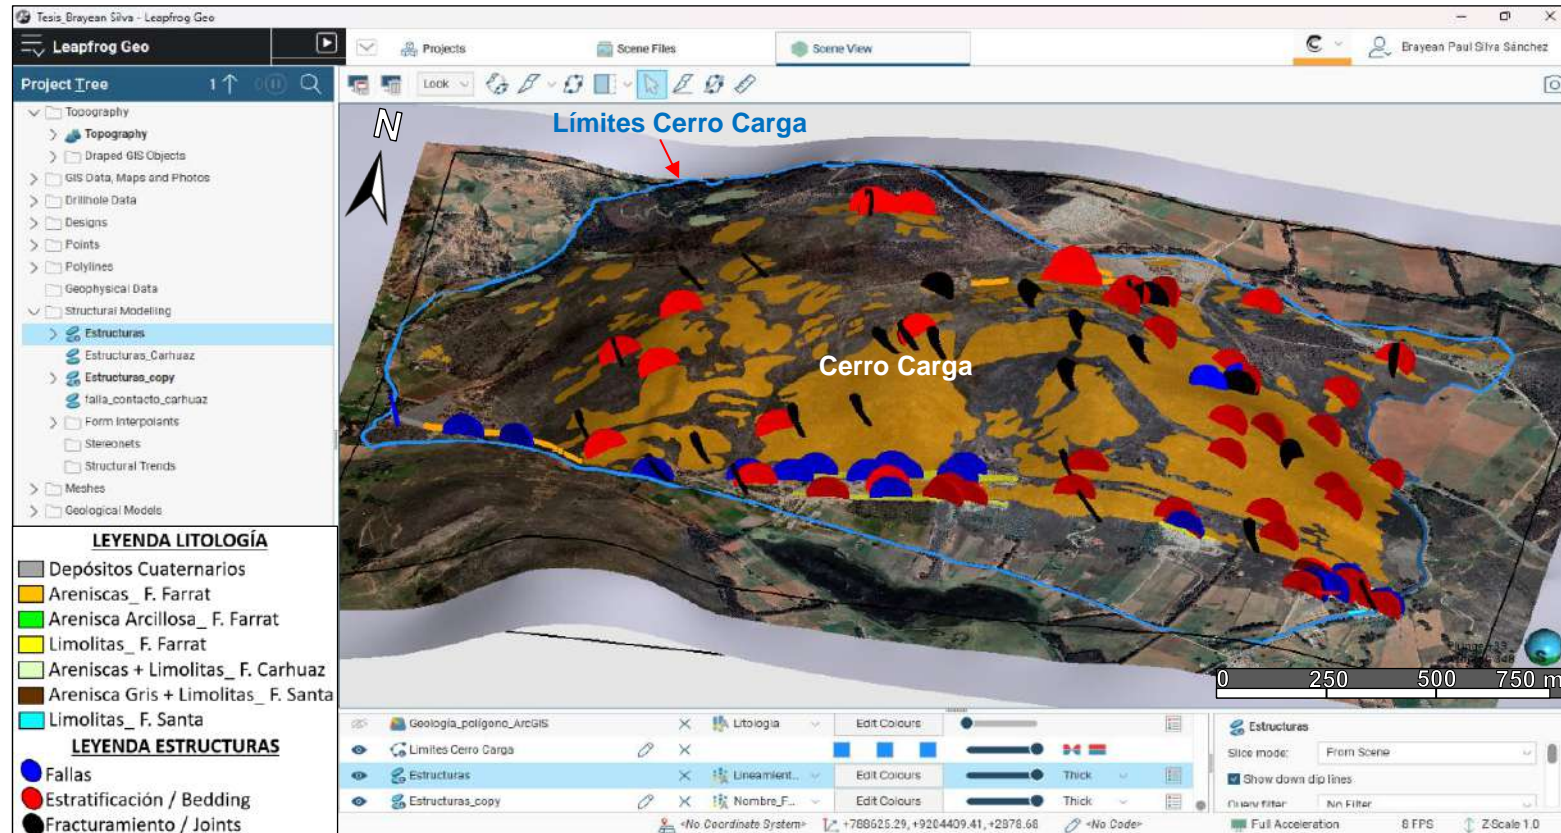 Tesis_Brayean Silva - Leapfrog Geo
Leapfrog Geo
Projects
Scene Files
Scene View
Brayean Paul Silva Sánchez
Project Tree
1
Look
Topography
Topography
Draped GIS Objects
GIS Data, Maps and Photos
Drillhole Data
Designs
Points
Polylines
Geophysical Data
Structural Modelling
Estructuras
Estructuras_Carhuaz
Estructuras_copy
falla_contacto_carhuaz
Form Interpolants
Stereonets
Structural Trends
Meshes
Geological Models
N
Límites Cerro Carga
Cerro Carga
0 250 500 750 m
LEYENDA LITOLOGÍA
Depósitos Cuaternarios
Areniscas_ F. Farrat
Arenisca Arcillosa_ F. Farrat
Limolitas_ F. Farrat
Areniscas + Limolitas_ F. Carhuaz
Arenisca Gris + Limolitas_ F. Santa
Limolitas_ F. Santa
LEYENDA ESTRUCTURAS
Fallas
Estratificación / Bedding
Fracturamiento / Joints
Geología_polígono_ArcGIS Litologia Edit Colours
Limites Cerro Carga
Estructuras Lineamient... Edit Colours Thick
Estructuras_copy Nombre_F... Edit Colours Thick
Estructuras
Slice mode: From Scene
Show down dip lines
Query filter: No Filter
<No Coordinate System> +788625.29, +9204409.41, +2878.68 <No Code> Full Acceleration 8 FPS Z-Scale 1.0